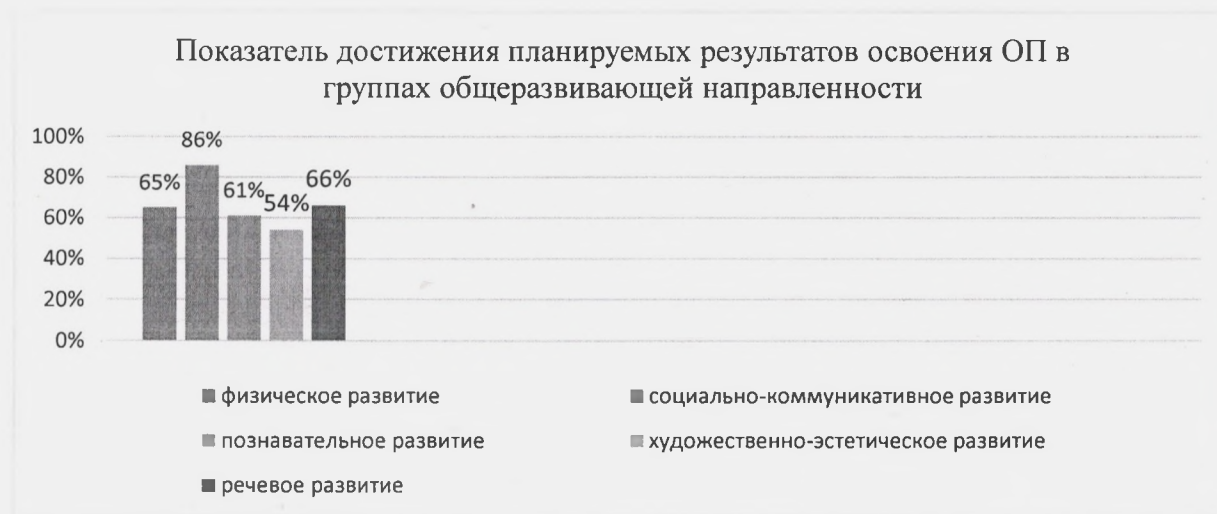 Показатель достижения планируемых результатов освоения ОП в
группах общеразвивающей направленности
100%
80%
60%
40%
20%
0%
65%
86%
61%
54%
66%
физическое развитие
социально-коммуникативное развитие
познавательное развитие
художественно-эстетическое развитие
речевое развитие